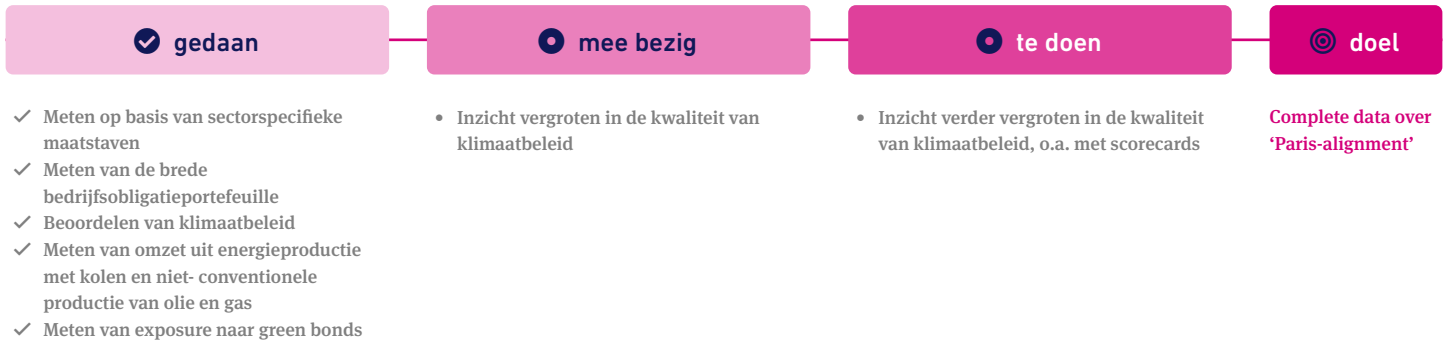 gedaan
Meten op basis van sectorspecifieke
maatstaven
Meten van de brede
bedrijfsobligatieportefeuille
Beoordelen van klimaatbeleid
Meten van omzet uit energieproductie
met kolen en niet- conventionele
productie van olie en gas
Meten van exposure naar green bonds
mee bezig
Inzicht vergroten in de kwaliteit van
klimaatbeleid
te doen
Inzicht verder vergroten in de kwaliteit
van klimaatbeleid, o.a. met scorecards
doel
Complete data over
‘Paris-alignment’